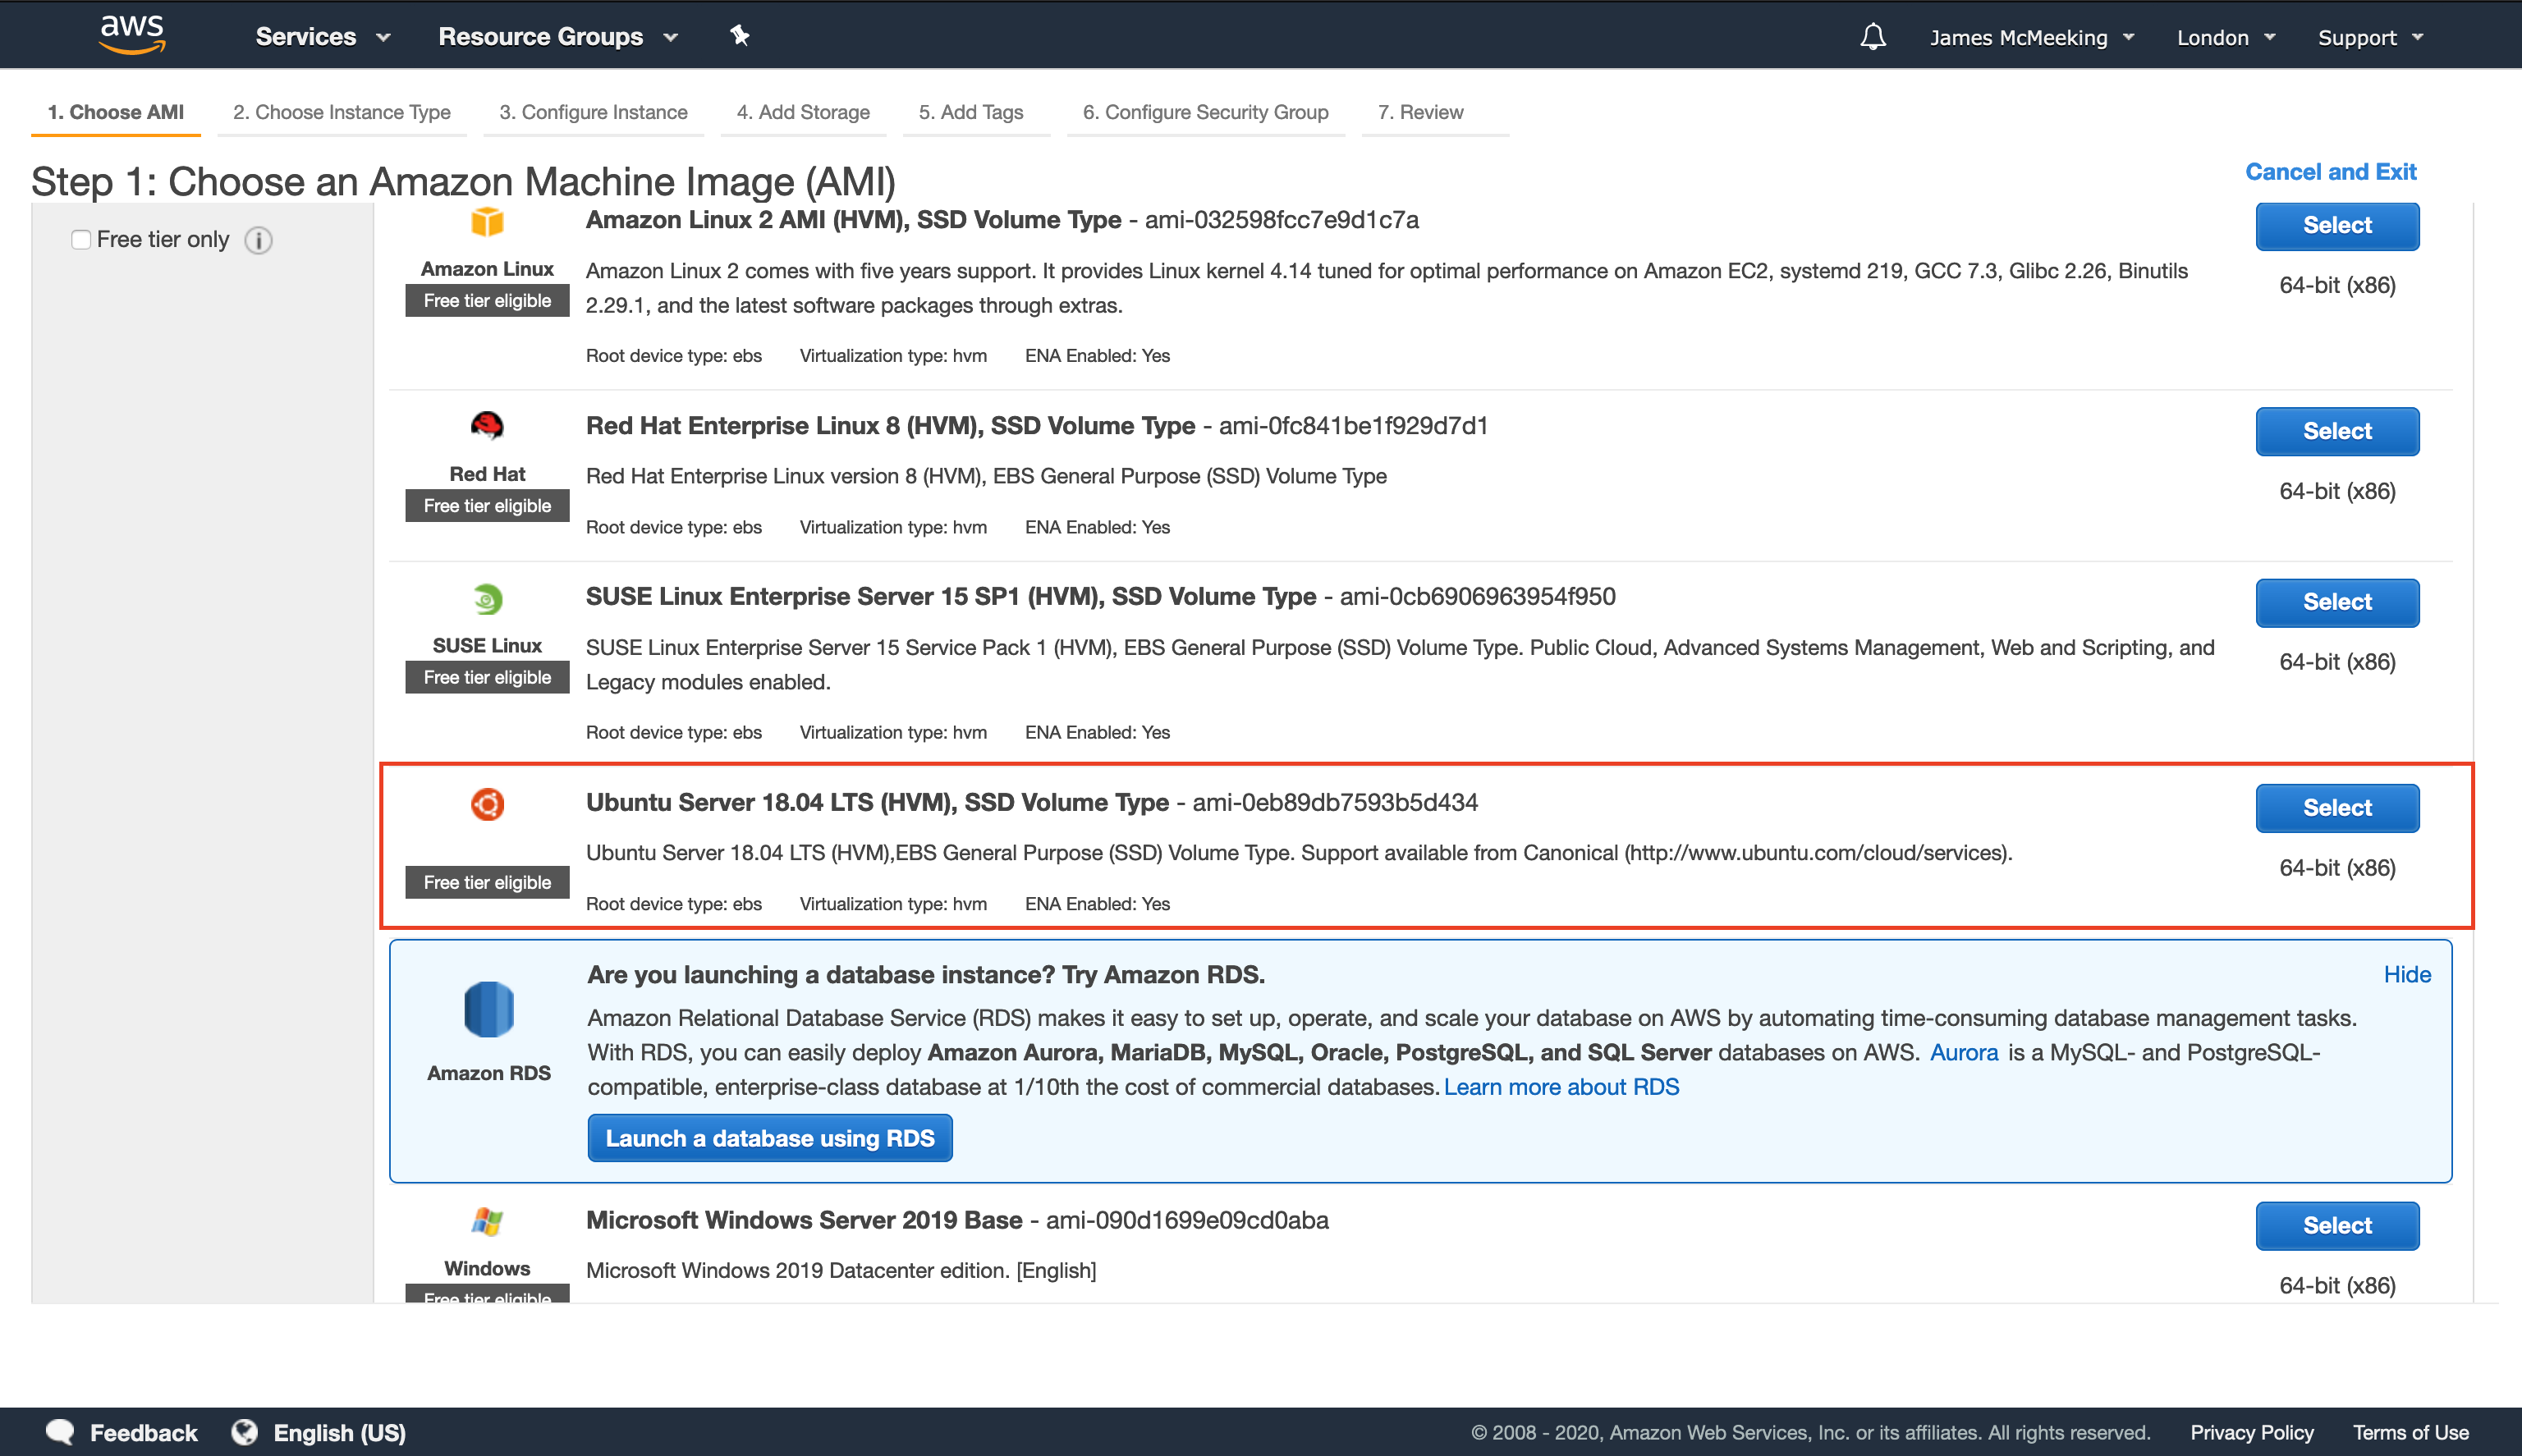 aws Services Resource Groups James McMeeking London Support
1. Choose AMI 2. Choose Instance Type 3. Configure Instance 4. Add Storage 5. Add Tags 6. Configure Security Group 7. Review
Step 1: Choose an Amazon Machine Image (AMI)
Cancel and Exit
Free tier only
Amazon Linux
Free tier eligible
Amazon Linux 2 AMI (HVM), SSD Volume Type - ami-032598fcc7e9d1c7a
Amazon Linux 2 comes with five years support. It provides Linux kernel 4.14 tuned for optimal performance on Amazon EC2, systemd 219, GCC 7.3, Glibc 2.26, Binutils
2.29.1, and the latest software packages through extras.
Root device type: ebs Virtualization type: hvm ENA Enabled: Yes
Select
64-bit (x86)
Red Hat
Free tier eligible
Red Hat Enterprise Linux 8 (HVM), SSD Volume Type - ami-0fc841be1f929d7d1
Red Hat Enterprise Linux version 8 (HVM), EBS General Purpose (SSD) Volume Type
Root device type: ebs Virtualization type: hvm ENA Enabled: Yes
Select
64-bit (x86)
SUSE Linux
Free tier eligible
SUSE Linux Enterprise Server 15 SP1 (HVM), SSD Volume Type - ami-0cb6906963954f950
SUSE Linux Enterprise Server 15 Service Pack 1 (HVM), EBS General Purpose (SSD) Volume Type. Public Cloud, Advanced Systems Management, Web and Scripting, and
Legacy modules enabled.
Root device type: ebs Virtualization type: hvm ENA Enabled: Yes
Select
64-bit (x86)
Free tier eligible
Ubuntu Server 18.04 LTS (HVM), SSD Volume Type - ami-0eb89db7593b5d434
Ubuntu Server 18.04 LTS (HVM),EBS General Purpose (SSD) Volume Type. Support available from Canonical (http://www.ubuntu.com/cloud/services).
Root device type: ebs Virtualization type: hvm ENA Enabled: Yes
Select
64-bit (x86)
Amazon RDS
Are you launching a database instance? Try Amazon RDS.
Hide
Amazon Relational Database Service (RDS) makes it easy to set up, operate, and scale your database on AWS by automating time-consuming database management tasks.
With RDS, you can easily deploy Amazon Aurora, MariaDB, MySQL, Oracle, PostgreSQL, and SQL Server databases on AWS. Aurora is a MySQL- and PostgreSQL-
compatible, enterprise-class database at 1/10th the cost of commercial databases. Learn more about RDS
Launch a database using RDS
Windows
Free tier eligible
Microsoft Windows Server 2019 Base - ami-090d1699e09cd0aba
Microsoft Windows 2019 Datacenter edition. [English]
Select
64-bit (x86)
Feedback English (US) © 2008 - 2020, Amazon Web Services, Inc. or its affiliates. All rights reserved. Privacy Policy Terms of Use